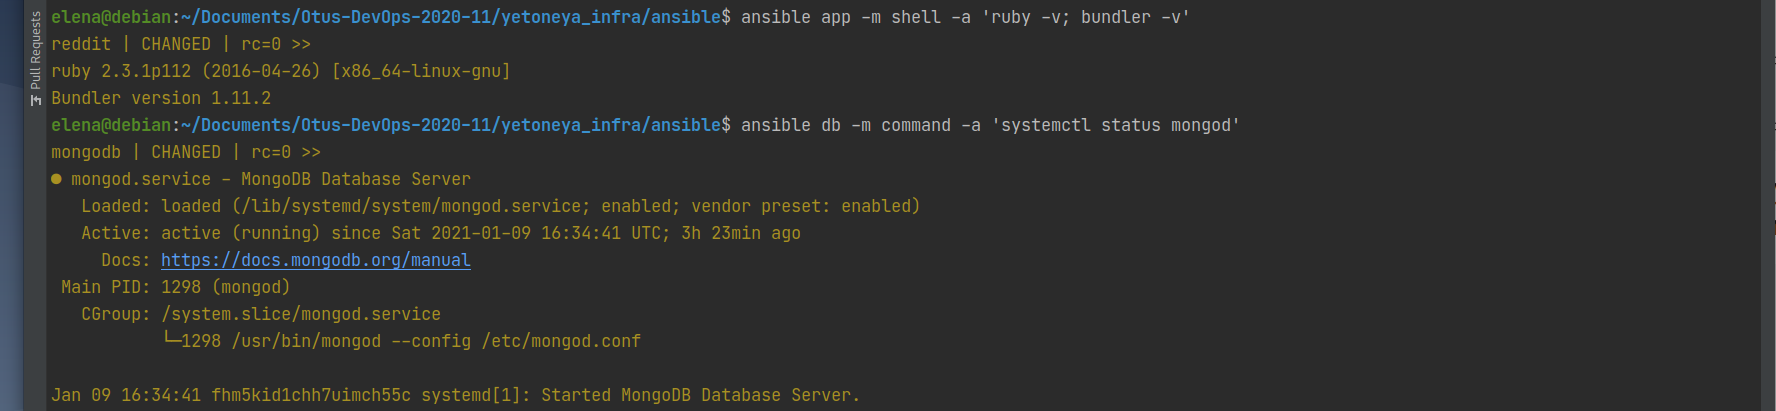 Pull Requests
elena@debian:~/Documents/Otus-DevOps-2020-11/yetoneya_infra/ansible$ ansible app -m shell -a 'ruby -v; bundler -v'
reddit | CHANGED | rc=0 >>
ruby 2.3.1p112 (2016-04-26) [x86_64-linux-gnu]
Bundler version 1.11.2
elena@debian:~/Documents/Otus-DevOps-2020-11/yetoneya_infra/ansible$ ansible db -m command -a 'systemctl status mongod'
mongodb | CHANGED | rc=0 >>
● mongod.service - MongoDB Database Server
   Loaded: loaded (/lib/systemd/system/mongod.service; enabled; vendor preset: enabled)
   Active: active (running) since Sat 2021-01-09 16:34:41 UTC; 3h 23min ago
     Docs: https://docs.mongodb.org/manual
 Main PID: 1298 (mongod)
   CGroup: /system.slice/mongod.service
           └─1298 /usr/bin/mongod --config /etc/mongod.conf
Jan 09 16:34:41 fhm5kid1chh7uimch55c systemd[1]: Started MongoDB Database Server.